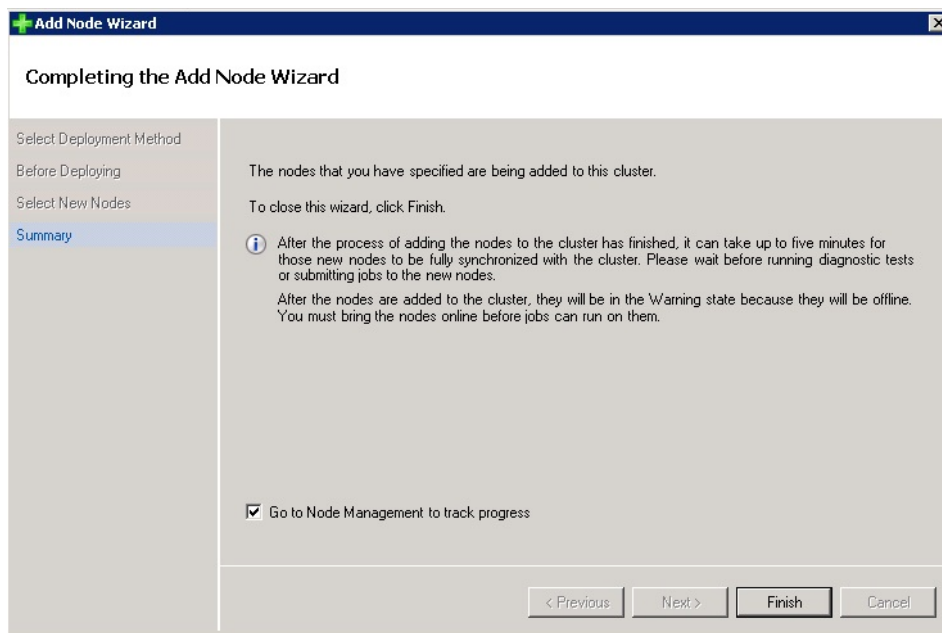 Add Node Wizard
Completing the Add Node Wizard
Select Deployment Method
Before Deploying
Select New Nodes
Summary
The nodes that you have specified are being added to this cluster.
To close this wizard, click Finish.
After the process of adding the nodes to the cluster has finished, it can take up to five minutes for
those new nodes to be fully synchronized with the cluster. Please wait before running diagnostic tests
or submitting jobs to the new nodes.
After the nodes are added to the cluster, they will be in the Warning state because they will be offline.
You must bring the nodes online before jobs can run on them.
Go to Node Management to track progress
< Previous
Next >
Finish
Cancel